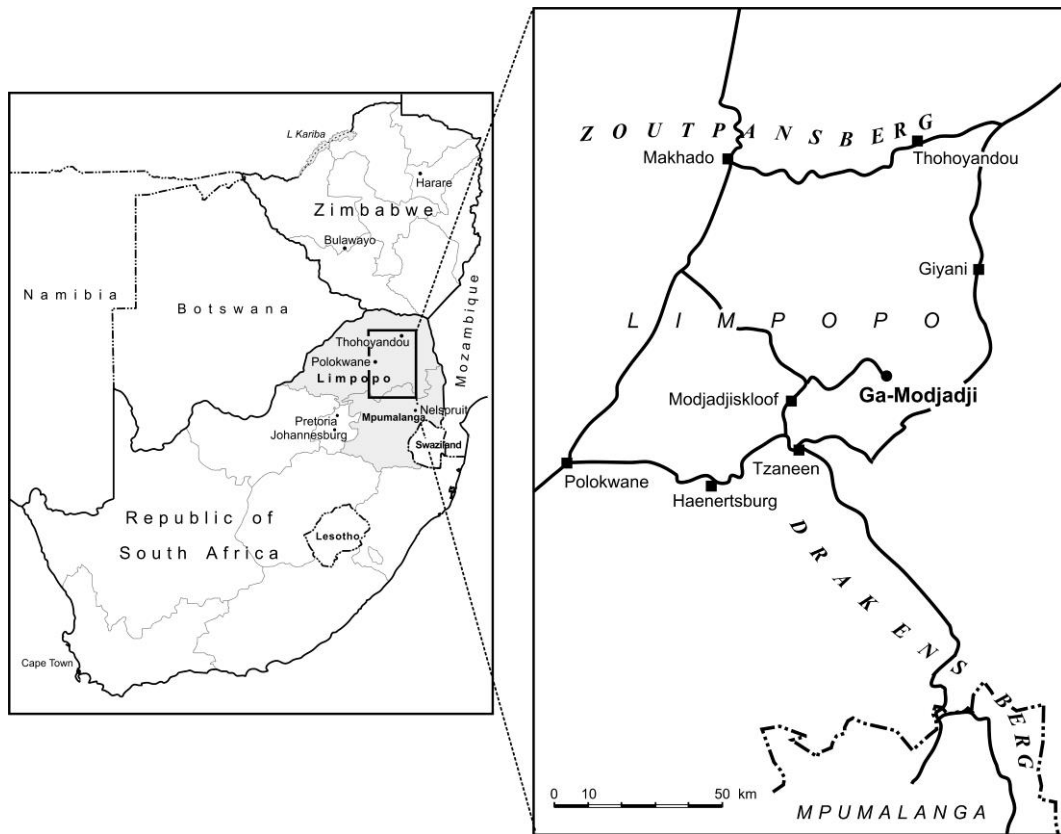 L Kariba
Harare
Zimbabwe
Bulawayo
Namibia
Botswana
Mozambique
Thohoyandou
Polokwane
Limpopo
Nelspruit
Mpumalanga
Pretoria
Johannesburg
Swaziland
Republic of
South Africa
Lesotho
Cape Town
ZOUTPANSBERG
Makhado
Thohoyandou
Giyani
LIMPOPO
Ga-Modjadji
Modjadjiskloof
Tzaneen
Polokwane
Haenertsburg
DRAKENSBERG
0 10 50 km
MPUMALANGA